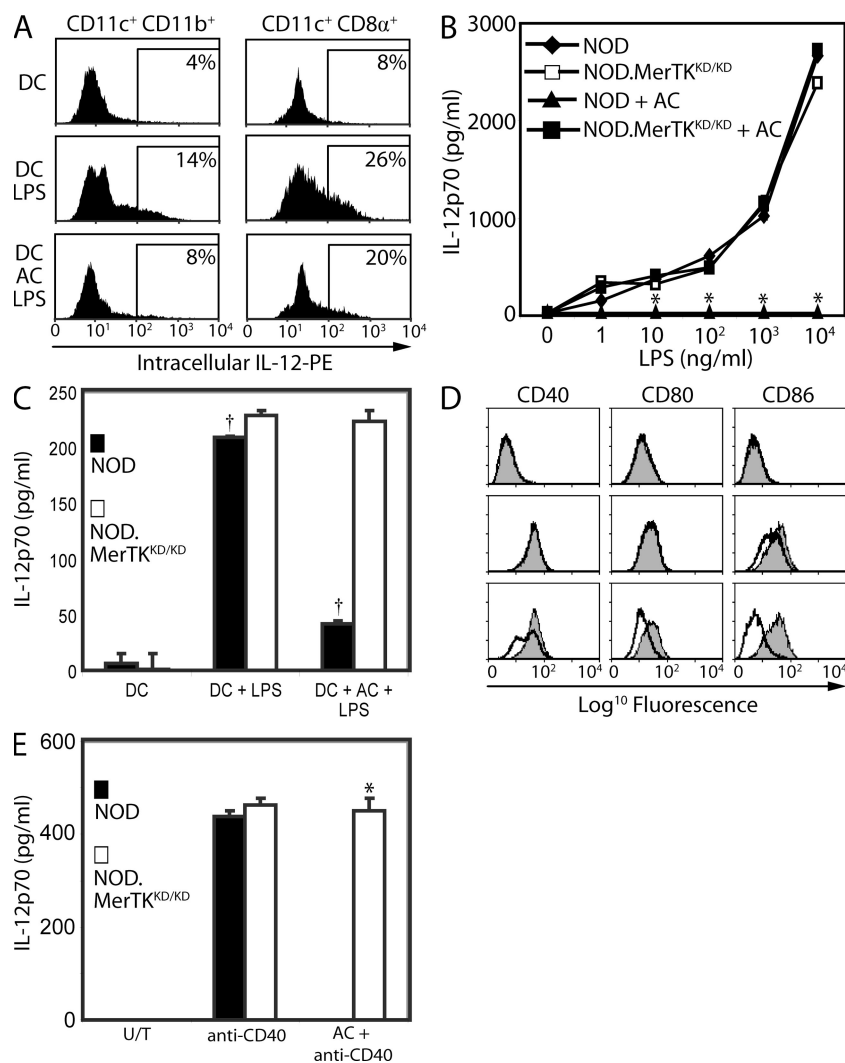 A
CD11c⁺ CD11b⁺ CD11c⁺ CD8α⁺
DC 4% 8%
DC LPS 14% 26%
DC AC LPS 8% 20%
0 10¹ 10² 10³ 10⁴ 0 10¹ 10² 10³ 10⁴
Intracellular IL-12-PE
B
3000
2000
1000
0
IL-12p70 (pg/ml)
NOD
NOD.MerTKᴷᴰ/ᴷᴰ
NOD + AC
NOD.MerTKᴷᴰ/ᴷᴰ + AC
* * * *
0 1 10 10² 10³ 10⁴
LPS (ng/ml)
C
250
200
150
100
50
0
IL-12p70 (pg/ml)
NOD
NOD.
MerTKᴷᴰ/ᴷᴰ
† †
DC DC + LPS DC + AC +
LPS
D
CD40 CD80 CD86
0 10² 10⁴ 0 10² 10⁴ 0 10² 10⁴
Log¹⁰ Fluorescence
E
600
400
200
0
IL-12p70 (pg/ml)
NOD
NOD.
MerTKᴷᴰ/ᴷᴰ
*
U/T anti-CD40 AC +
anti-CD40